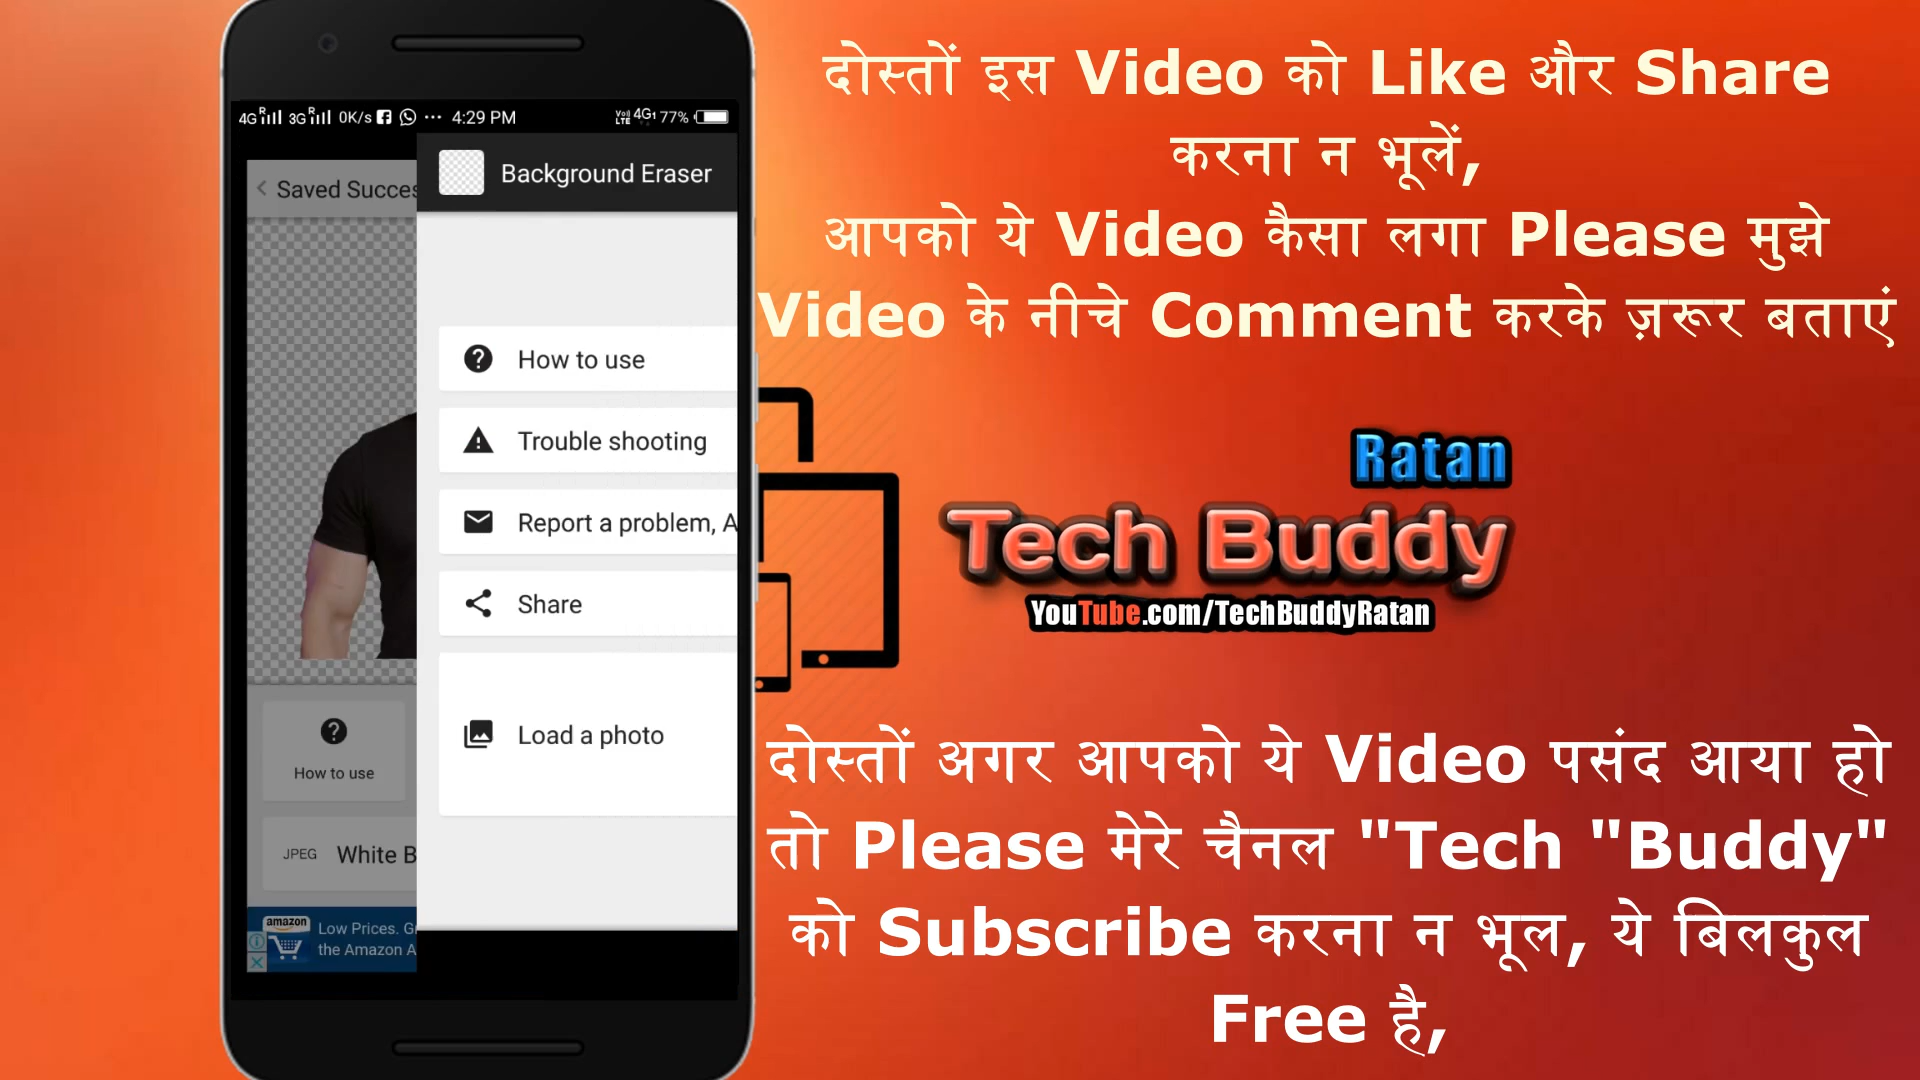 4G R 3G R 0K/s ... 4:29 PM VoLTE 4G 77%
Saved Succes
Background Eraser
How to use
Trouble shooting
Report a problem, A
Share
Load a photo
How to use
JPEG White B
amazon
Low Prices. G
the Amazon A
दोस्तों इस Video को Like और Share
करना न भूलें,
आपको ये Video कैसा लगा Please मुझे
Video के नीचे Comment करके ज़रूर बताएं
Ratan
Tech Buddy
YouTube.com/TechBuddyRatan
दोस्तों अगर आपको ये Video पसंद आया हो
तो Please मेरे चैनल "Tech "Buddy"
को Subscribe करना न भूल, ये बिलकुल
Free है,